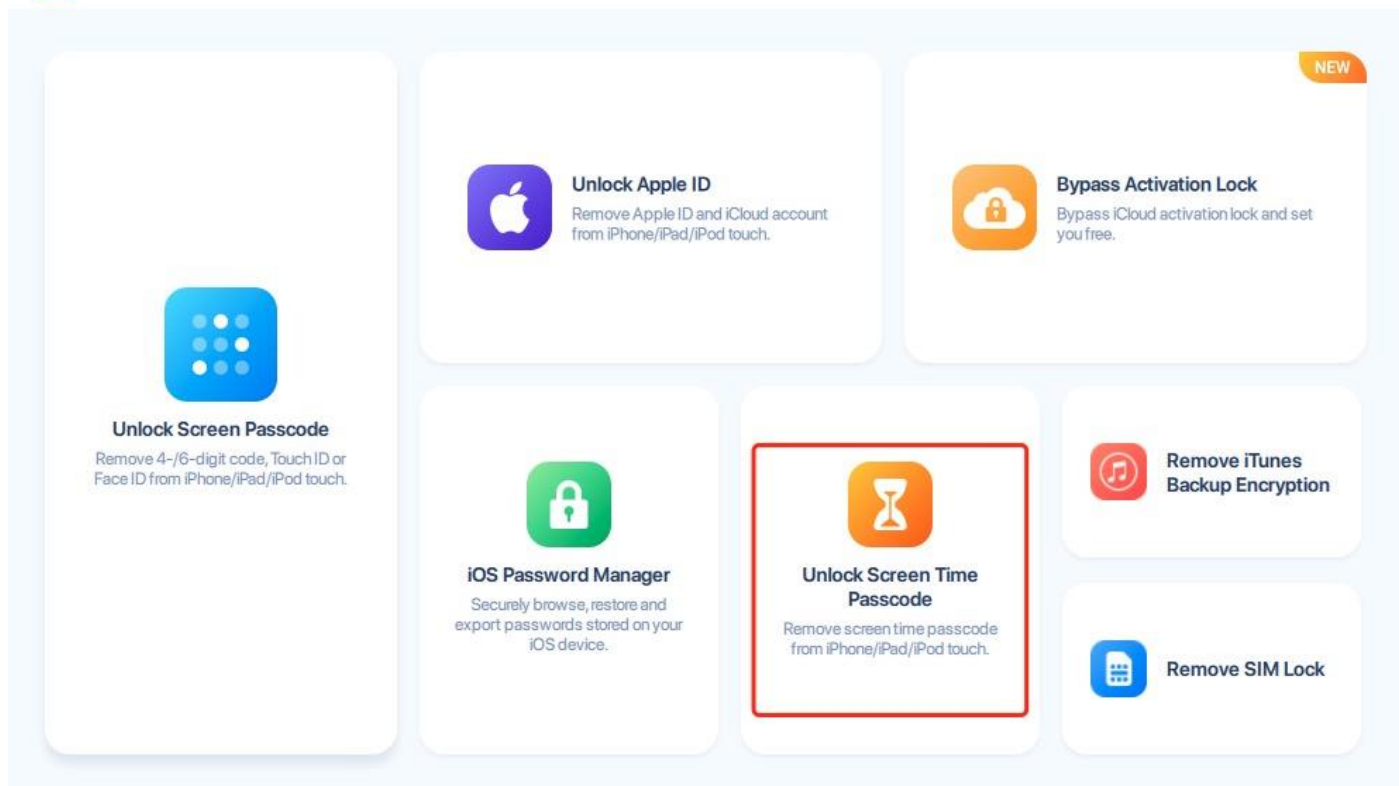 NEW
Unlock Apple ID
Remove Apple ID and iCloud account
from iPhone/iPad/iPod touch.
Bypass Activation Lock
Bypass iCloud activation lock and set
you free.
Unlock Screen Passcode
Remove 4-/6-digit code, Touch ID or
Face ID from iPhone/iPad/iPod touch.
iOS Password Manager
Securely browse, restore and
export passwords stored on your
iOS device.
Unlock Screen Time
Passcode
Remove screen time passcode
from iPhone/iPad/iPod touch.
Remove iTunes
Backup Encryption
Remove SIM Lock